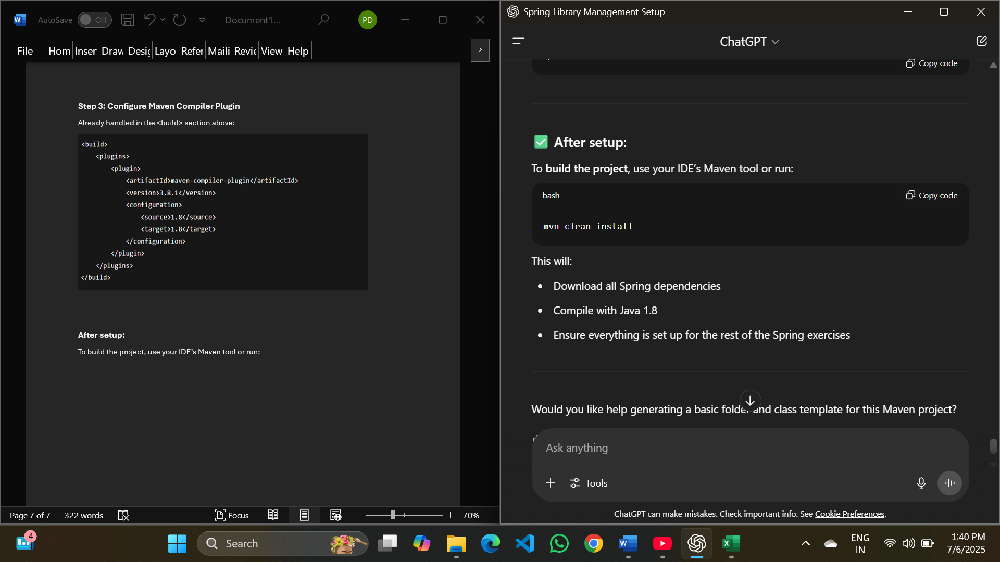 AutoSave
Off
Document1...
PD
File
Hom
Inser
Draw
Desig
Layo
Refer
Maili
Revie
View
Help
Step 3: Configure Maven Compiler Plugin
Already handled in the <build> section above:
<build>
<plugins>
<plugin>
<artifactId>maven-compiler-plugin</artifactId>
<version>3.8.1</version>
<configuration>
<source>1.8</source>
<target>1.8</target>
</configuration>
</plugin>
</plugins>
</build>
After setup:
To build the project, use your IDE’s Maven tool or run:
Page 7 of 7
322 words
Focus
70%
Spring Library Management Setup
ChatGPT
Copy code
✅ After setup:
To build the project, use your IDE’s Maven tool or run:
bash
Copy code
mvn clean install
This will:
• Download all Spring dependencies
• Compile with Java 1.8
• Ensure everything is set up for the rest of the Spring exercises
Would you like help generating a basic folder and class template for this Maven project?
Ask anything
Tools
ChatGPT can make mistakes. Check important info. See Cookie Preferences.
4
Search
ENG
IN
1:40 PM
7/6/2025